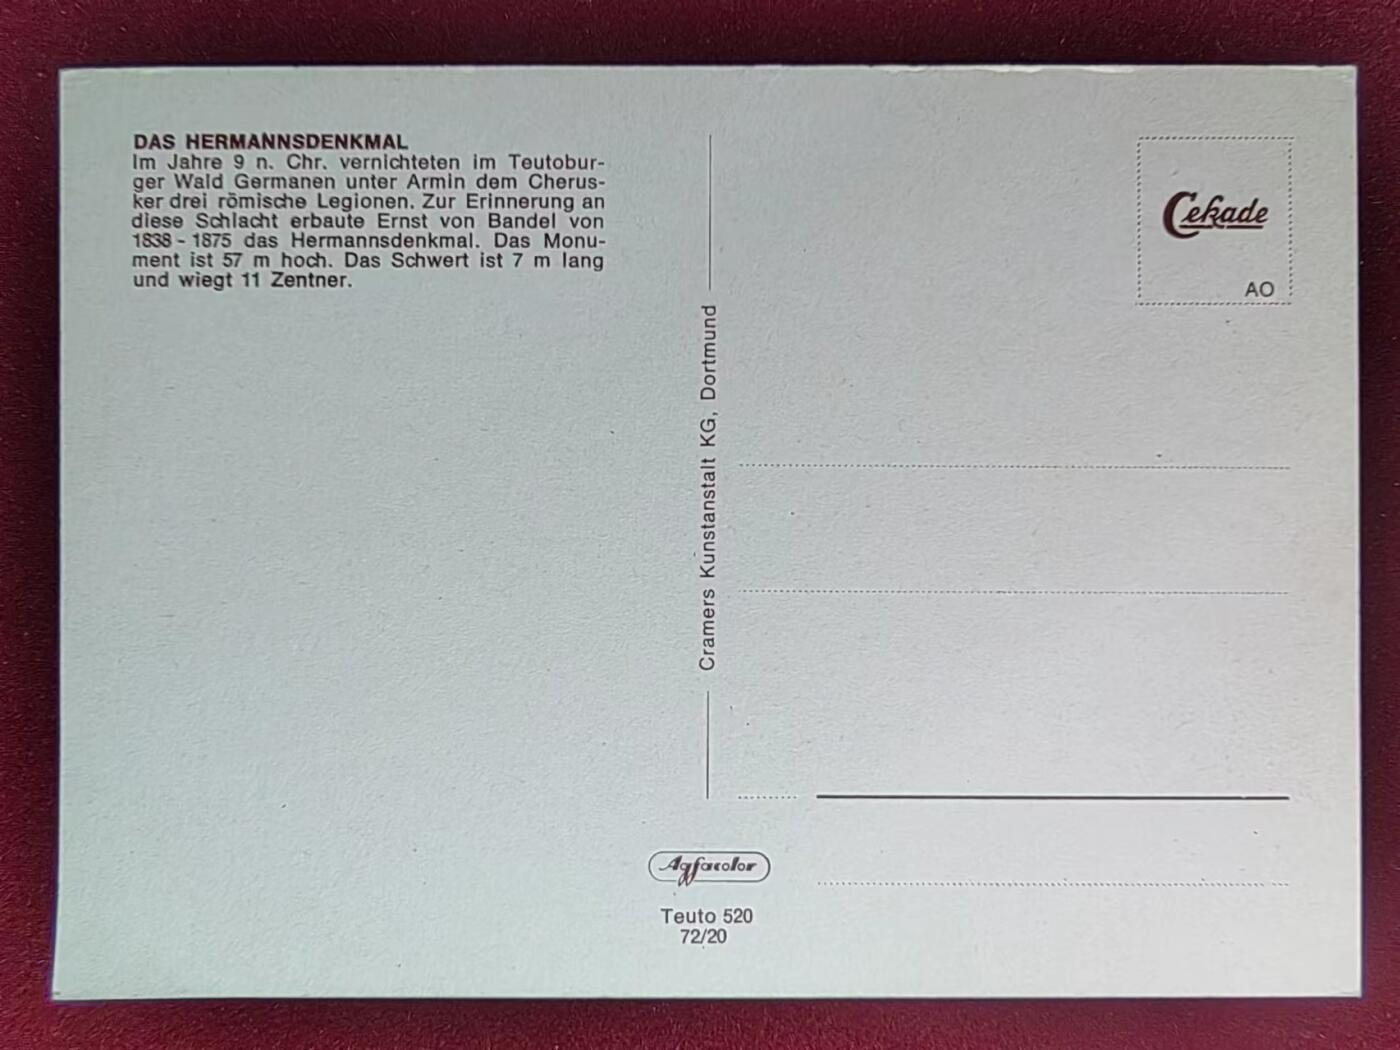 DAS HERMANNSDENKMAL
Im Jahre 9 n. Chr. vernichteten im Teutobur-
ger Wald Germanen unter Armin dem Cherus-
ker drei römische Legionen. Zur Erinnerung an
diese Schlacht erbaute Ernst von Bandel von
1838 - 1875 das Hermannsdenkmal. Das Monu-
ment ist 57 m hoch. Das Schwert ist 7 m lang
und wiegt 11 Zentner.
Cramers Kunstanstalt KG, Dortmund
Cekade
AO
Agfacolor
Teuto 520
72/20